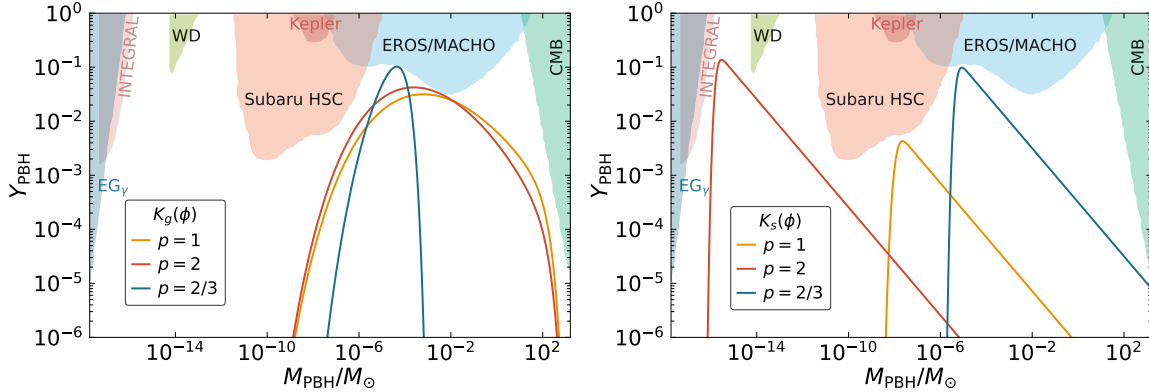 Kepler
WD
INTEGRAL
EROS/MACHO
CMB
Subaru HSC
EGγ
K_g(ϕ)
p = 1
p = 2
p = 2/3
10^0
10^−1
10^−2
10^−3
10^−4
10^−5
10^−6
Y_PBH
10^−14
10^−10
10^−6
10^−2
10^2
M_PBH/M_⊙
Kepler
WD
INTEGRAL
EROS/MACHO
CMB
Subaru HSC
EGγ
K_s(ϕ)
p = 1
p = 2
p = 2/3
10^0
10^−1
10^−2
10^−3
10^−4
10^−5
10^−6
Y_PBH
10^−14
10^−10
10^−6
10^−2
10^2
M_PBH/M_⊙